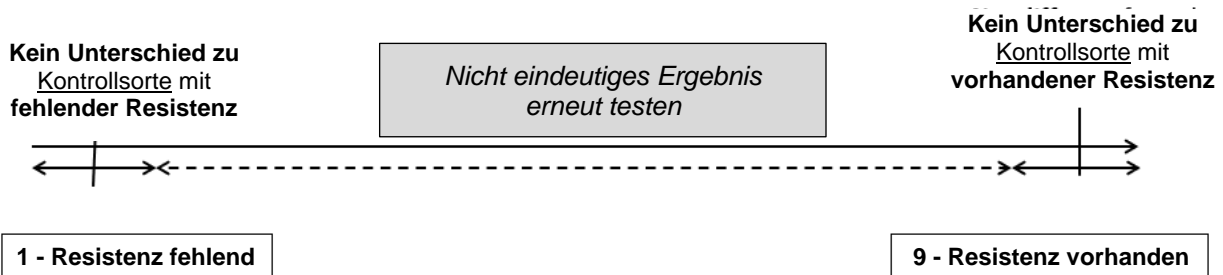 Kein Unterschied zu
Kontrollsorte mit
fehlender Resistenz
Nicht eindeutiges Ergebnis
erneut testen
Kein Unterschied zu
Kontrollsorte mit
vorhandener Resistenz
1 - Resistenz fehlend
9 - Resistenz vorhanden